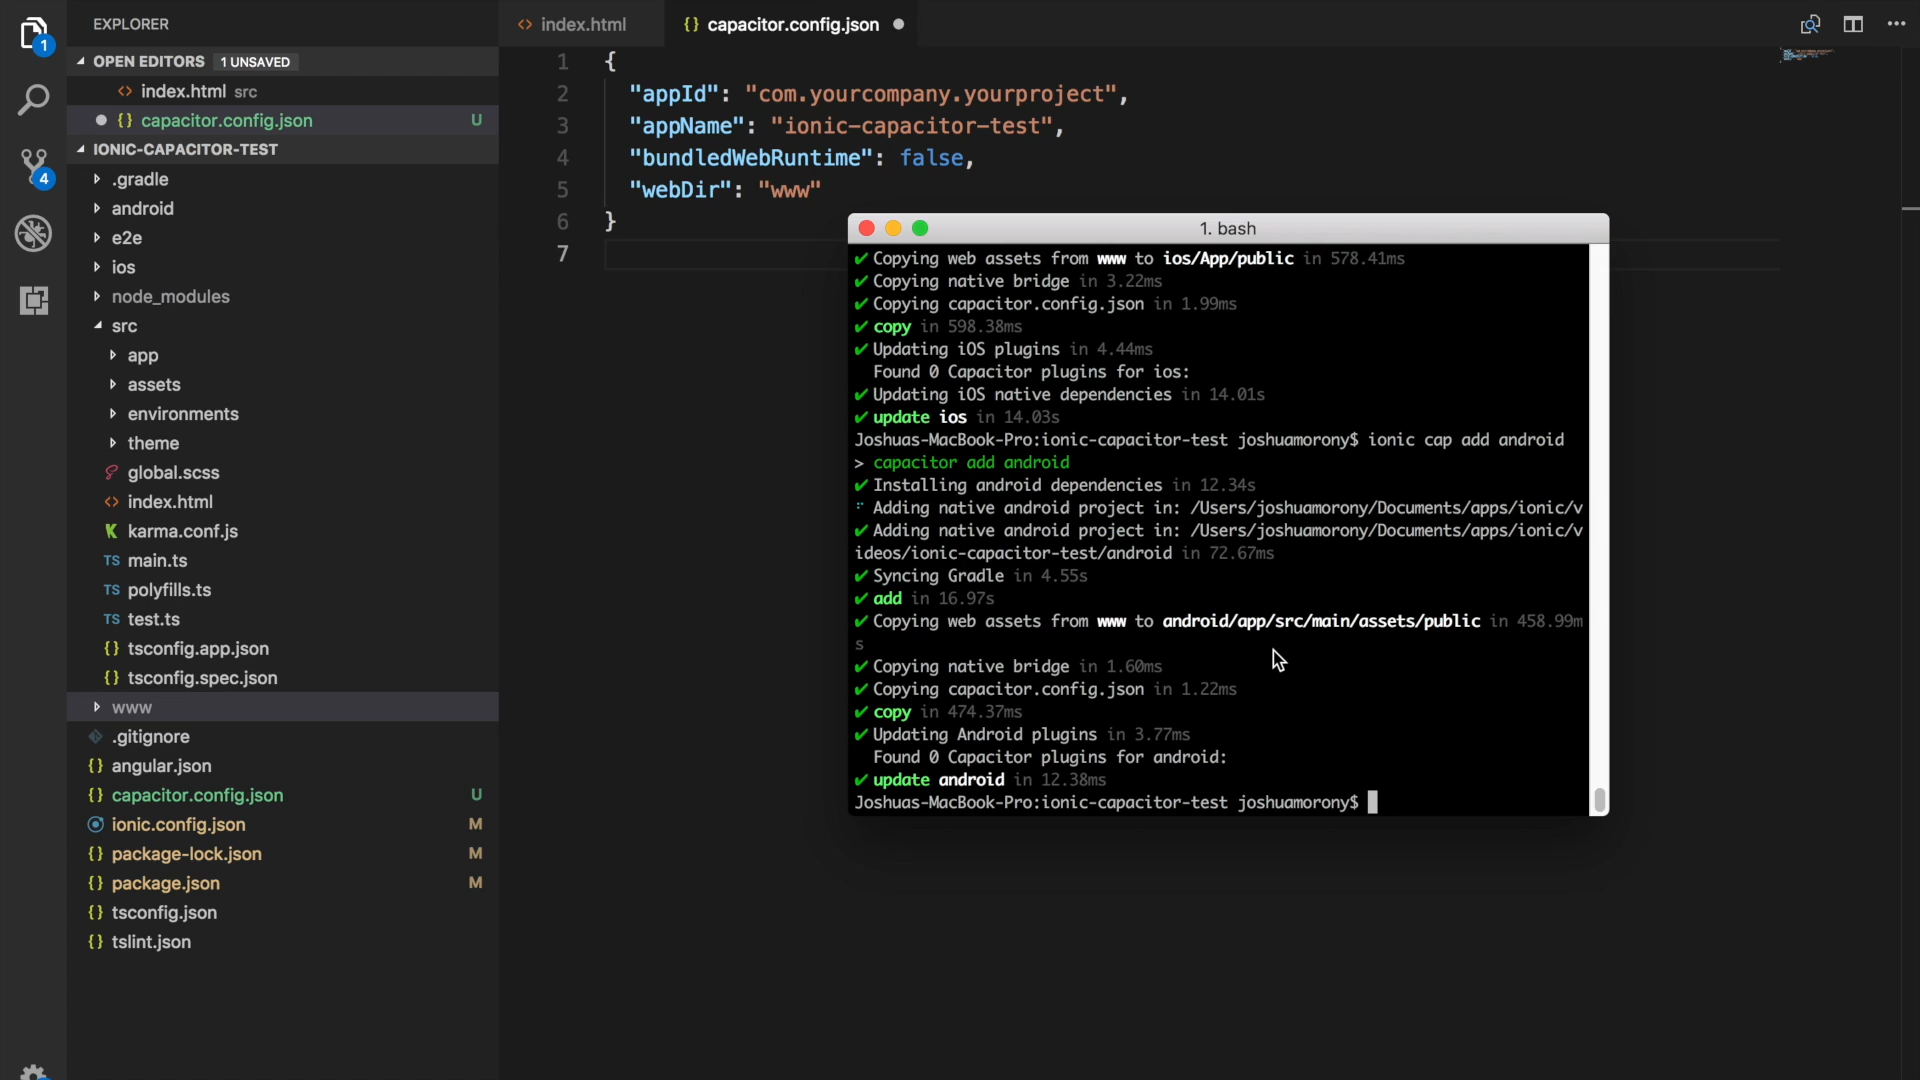 EXPLORER
OPEN EDITORS 1 UNSAVED
index.html src
capacitor.config.json U
IONIC-CAPACITOR-TEST
.gradle
android
e2e
ios
node_modules
src
app
assets
environments
theme
global.scss
index.html
karma.conf.js
TS main.ts
TS polyfills.ts
TS test.ts
{} tsconfig.app.json
{} tsconfig.spec.json
www
.gitignore
{} angular.json
{} capacitor.config.json U
ionic.config.json M
{} package-lock.json M
{} package.json M
{} tsconfig.json
{} tslint.json
1
4
<> index.html
{} capacitor.config.json
1 {
2 "appId": "com.yourcompany.yourproject",
3 "appName": "ionic-capacitor-test",
4 "bundledWebRuntime": false,
5 "webDir": "www"
6 }
7
1. bash
✔ Copying web assets from www to ios/App/public in 578.41ms
✔ Copying native bridge in 3.22ms
✔ Copying capacitor.config.json in 1.99ms
✔ copy in 598.38ms
✔ Updating iOS plugins in 4.44ms
Found 0 Capacitor plugins for ios:
✔ Updating iOS native dependencies in 14.01s
✔ update ios in 14.03s
Joshuas-MacBook-Pro:ionic-capacitor-test joshuamorony$ ionic cap add android
> capacitor add android
✔ Installing android dependencies in 12.34s
Adding native android project in: /Users/joshuamorony/Documents/apps/ionic/v
✔ Adding native android project in: /Users/joshuamorony/Documents/apps/ionic/v
ideos/ionic-capacitor-test/android in 72.67ms
✔ Syncing Gradle in 4.55s
✔ add in 16.97s
✔ Copying web assets from www to android/app/src/main/assets/public in 458.99m
s
✔ Copying native bridge in 1.60ms
✔ Copying capacitor.config.json in 1.22ms
✔ copy in 474.37ms
✔ Updating Android plugins in 3.77ms
Found 0 Capacitor plugins for android:
✔ update android in 12.38ms
Joshuas-MacBook-Pro:ionic-capacitor-test joshuamorony$